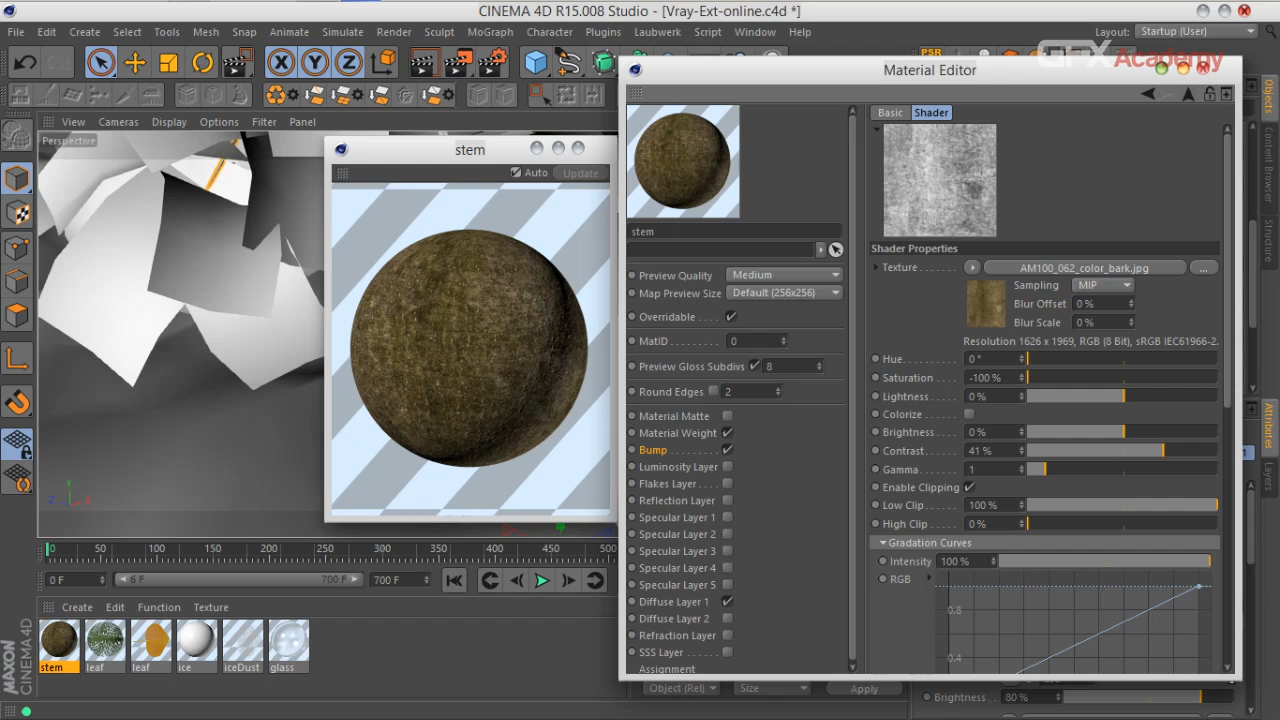 CINEMA 4D R15.008 Studio - [Vray-Ext-online.c4d *]
File Edit Create Select Tools Mesh Snap Animate Simulate Render Sculpt MoGraph Character Plugins Laubwerk Script Window Help
Layout: Startup (User)
PSR
GFX Academy
X Y Z
Material Editor
View Cameras Display Options Filter Panel
Perspective
stem
Auto Update
Basic Shader
stem
Preview Quality Medium
Map Preview Size Default (256x256)
Overridable
MatID 0
Preview Gloss Subdivs 8
Round Edges 2
Material Matte
Material Weight
Bump
Luminosity Layer
Flakes Layer
Reflection Layer
Specular Layer 1
Specular Layer 2
Specular Layer 3
Specular Layer 4
Specular Layer 5
Diffuse Layer 1
Diffuse Layer 2
Refraction Layer
SSS Layer
Assignment
Shader Properties
Texture AM100_062_color_bark.jpg ...
Sampling MIP
Blur Offset 0 %
Blur Scale 0 %
Resolution 1626 x 1969, RGB (8 Bit), sRGB IEC61966-2.
Hue 0 °
Saturation -100 %
Lightness 0 %
Colorize
Brightness 0 %
Contrast 41 %
Gamma 1
Enable Clipping
Low Clip 100 %
High Clip 0 %
Gradation Curves
Intensity 100 %
RGB
0.8
0.4
Objects
Content Browser
Structure
Attributes
Layers
Y
Z X
0 50 100 150 200 250 300 350 400 450 500
0 F 6 F 700 F 700 F
Create Edit Function Texture
stem leaf leaf ice iceDust glass
MAXON
CINEMA 4D
Object (Rel) Size Apply
Brightness 80 %